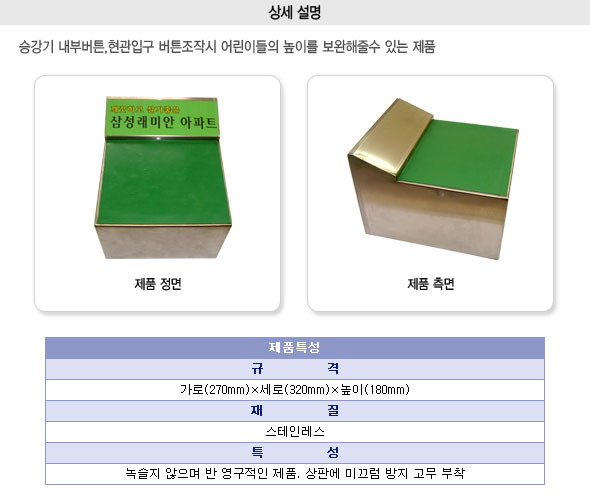 상세 설명
승강기 내부버튼,현관입구 버튼조작시 어린이들의 높이를 보완해줄수 있는 제품
삼성래미안 아파트
제품 정면
제품 측면
제품특성
규 격
가로(270mm)×세로(320mm)×높이(180mm)
재 질
스테인레스
특 성
녹슬지 않으며 반 영구적인 제품. 상판에 미끄럼 방지 고무 부착